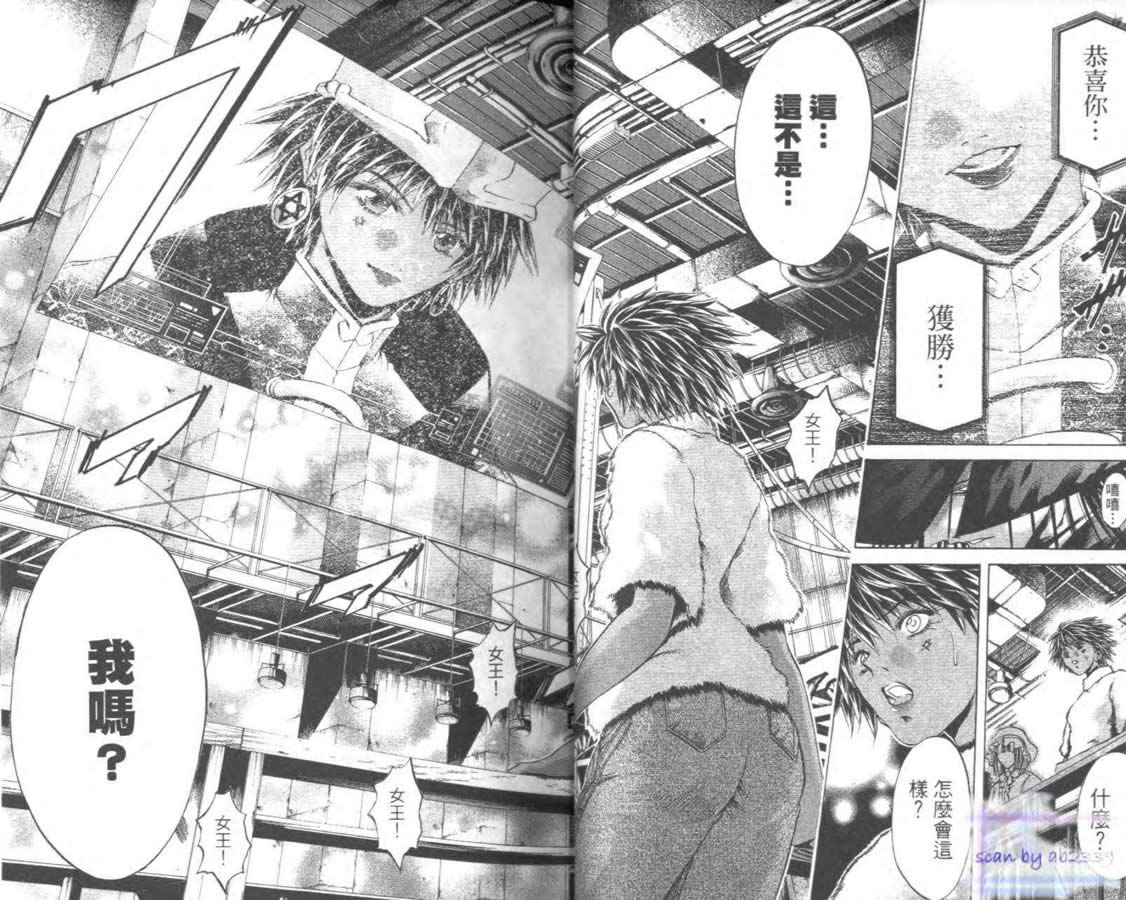 恭喜你…
獲勝…
嘻嘻…
什麼?
怎麼會這
樣?
這…
這不是…
女王!
女王!
女王!
女王!
我嗎?
scan by ab2339